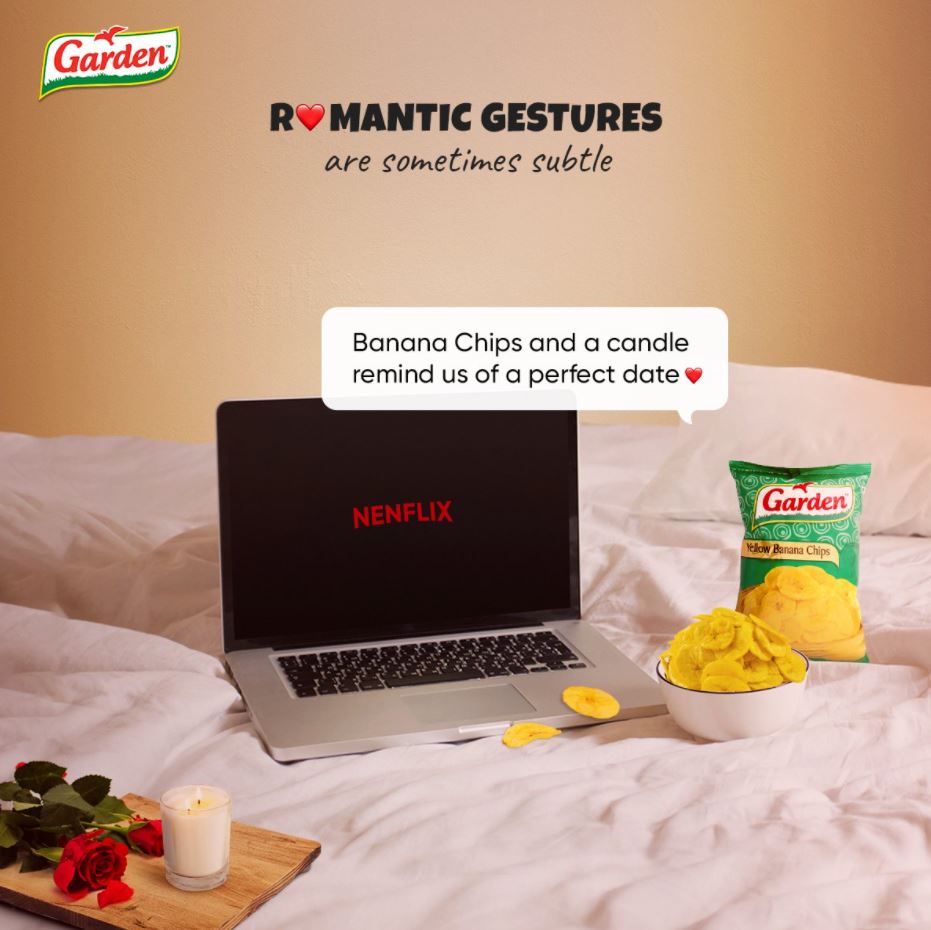 Garden
R❤️MANTIC GESTURES
are sometimes subtle
Banana Chips and a candle
remind us of a perfect date❤️
NENFLIX
Garden
Yellow Banana Chips